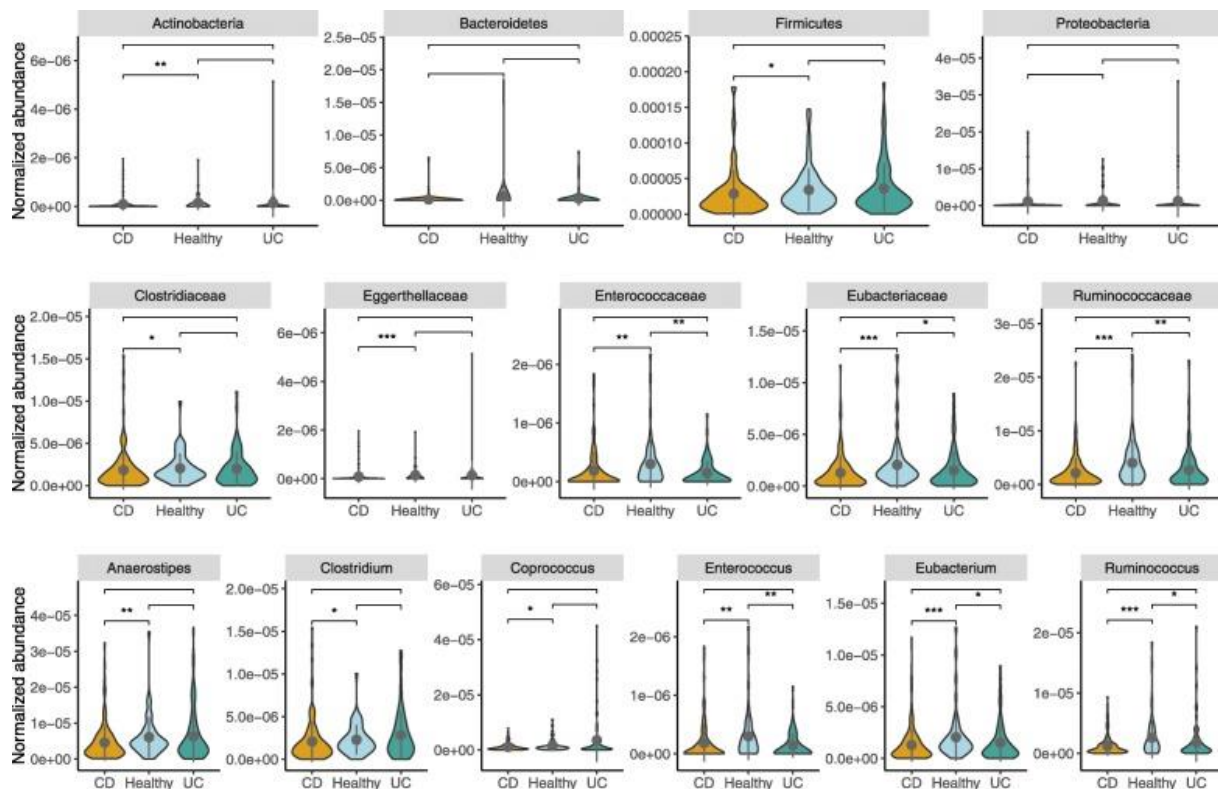 Actinobacteria Bacteroidetes Firmicutes Proteobacteria
Normalized abundance
6e-06
4e-06
2e-06
0e+00
**
CD Healthy UC
2.5e-05
2.0e-05
1.5e-05
1.0e-05
5.0e-06
0.0e+00
CD Healthy UC
0.00025
0.00020
0.00015
0.00010
0.00005
0.00000
*
CD Healthy UC
4e-05
3e-05
2e-05
1e-05
0e+00
CD Healthy UC
Clostridiaceae Eggerthellaceae Enterococcaceae Eubacteriaceae Ruminococcaceae
Normalized abundance
2.0e-05
1.5e-05
1.0e-05
5.0e-06
0.0e+00
*
CD Healthy UC
6e-06
4e-06
2e-06
0e+00
***
CD Healthy UC
2e-06
1e-06
0e+00
**
**
CD Healthy UC
1.5e-05
1.0e-05
5.0e-06
0.0e+00
*
***
CD Healthy UC
3e-05
2e-05
1e-05
0e+00
**
***
CD Healthy UC
Anaerostipes Clostridium Coprococcus Enterococcus Eubacterium Ruminococcus
Normalized abundance
4e-05
3e-05
2e-05
1e-05
0e+00
**
CD Healthy UC
2.0e-05
1.5e-05
1.0e-05
5.0e-06
0.0e+00
*
CD Healthy UC
6e-05
4e-05
2e-05
0e+00
*
CD Healthy UC
2e-06
1e-06
0e+00
**
**
CD Healthy UC
1.5e-05
1.0e-05
5.0e-06
0.0e+00
*
***
CD Healthy UC
2e-05
1e-05
0e+00
*
***
CD Healthy UC